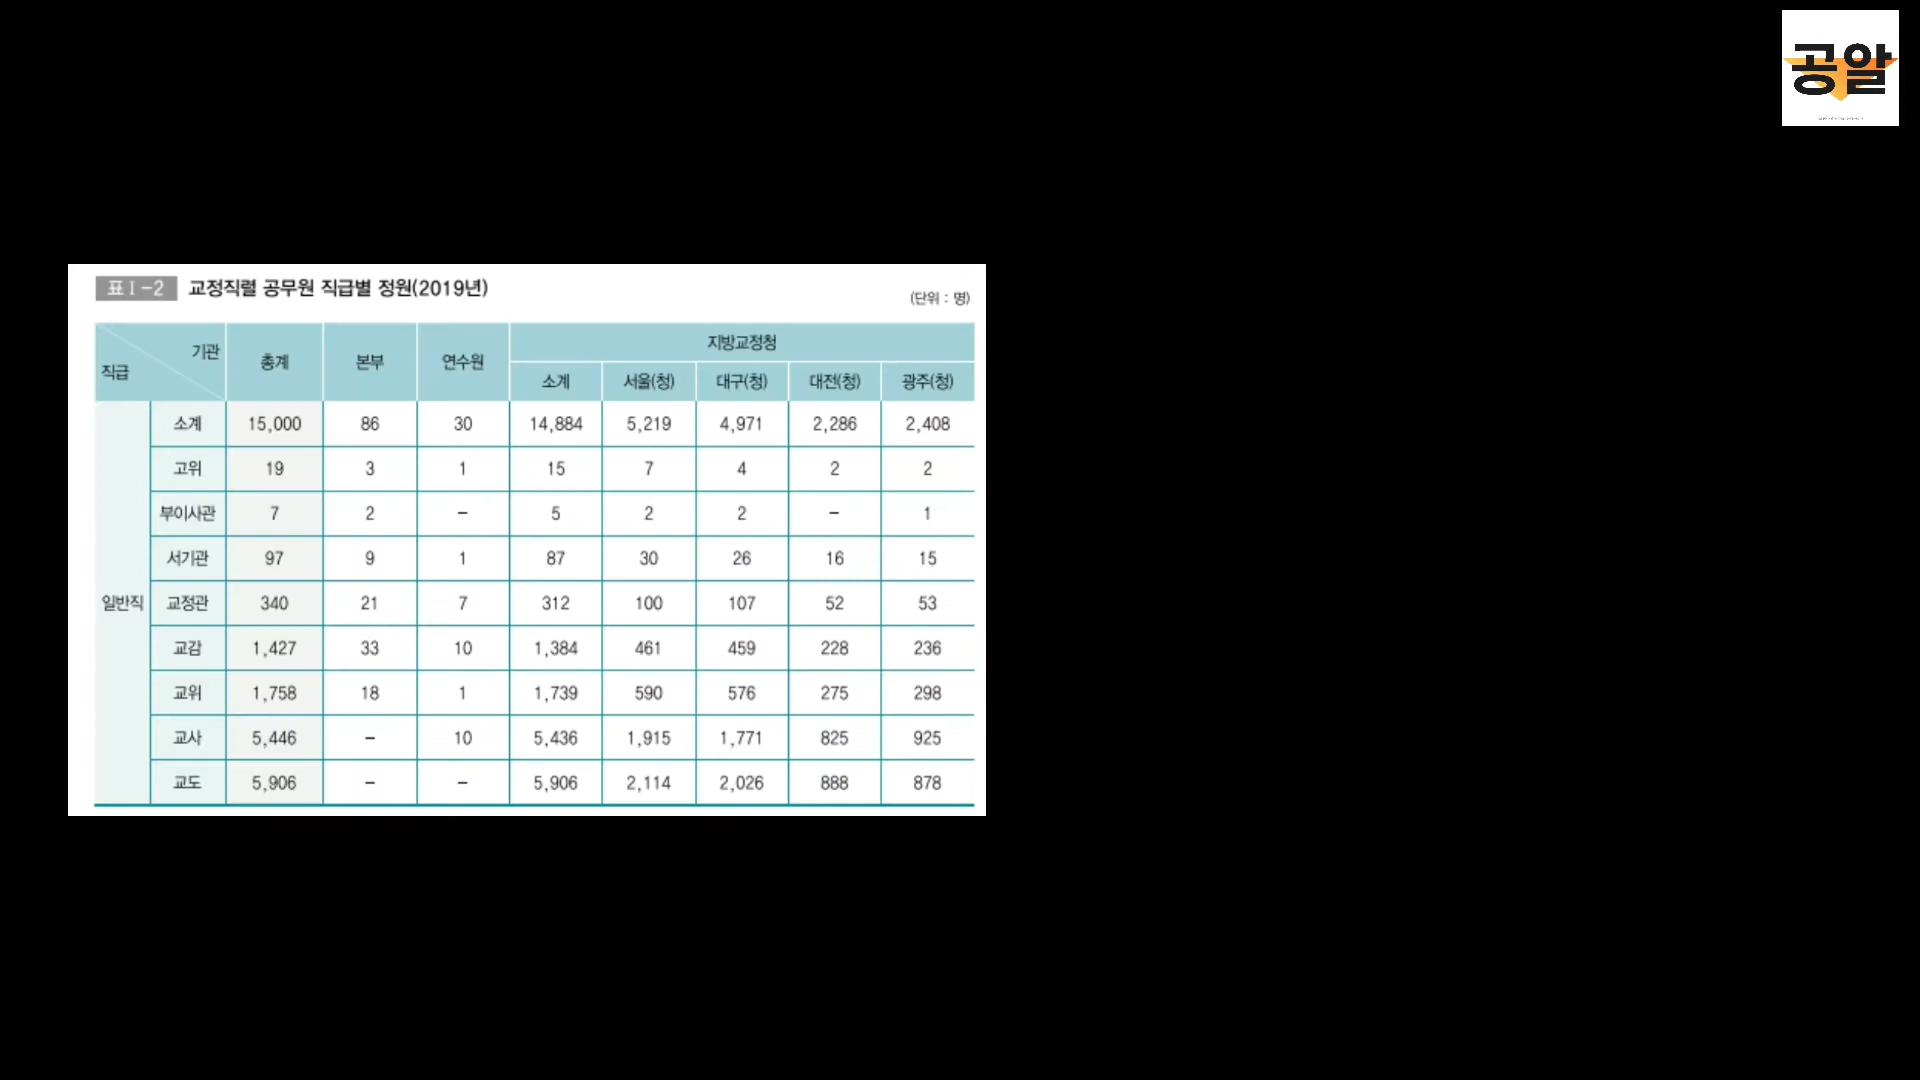 공알
표 Ⅰ-2 교정직렬 공무원 직급별 정원(2019년)
(단위 : 명)
직급 기관 총계 본부 연수원 지방교정청
소계 서울(청) 대구(청) 대전(청) 광주(청)
일반직
소계 15,000 86 30 14,884 5,219 4,971 2,286 2,408
고위 19 3 1 15 7 4 2 2
부이사관 7 2 – 5 2 2 – 1
서기관 97 9 1 87 30 26 16 15
교정관 340 21 7 312 100 107 52 53
교감 1,427 33 10 1,384 461 459 228 236
교위 1,758 18 1 1,739 590 576 275 298
교사 5,446 – 10 5,436 1,915 1,771 825 925
교도 5,906 – – 5,906 2,114 2,026 888 878